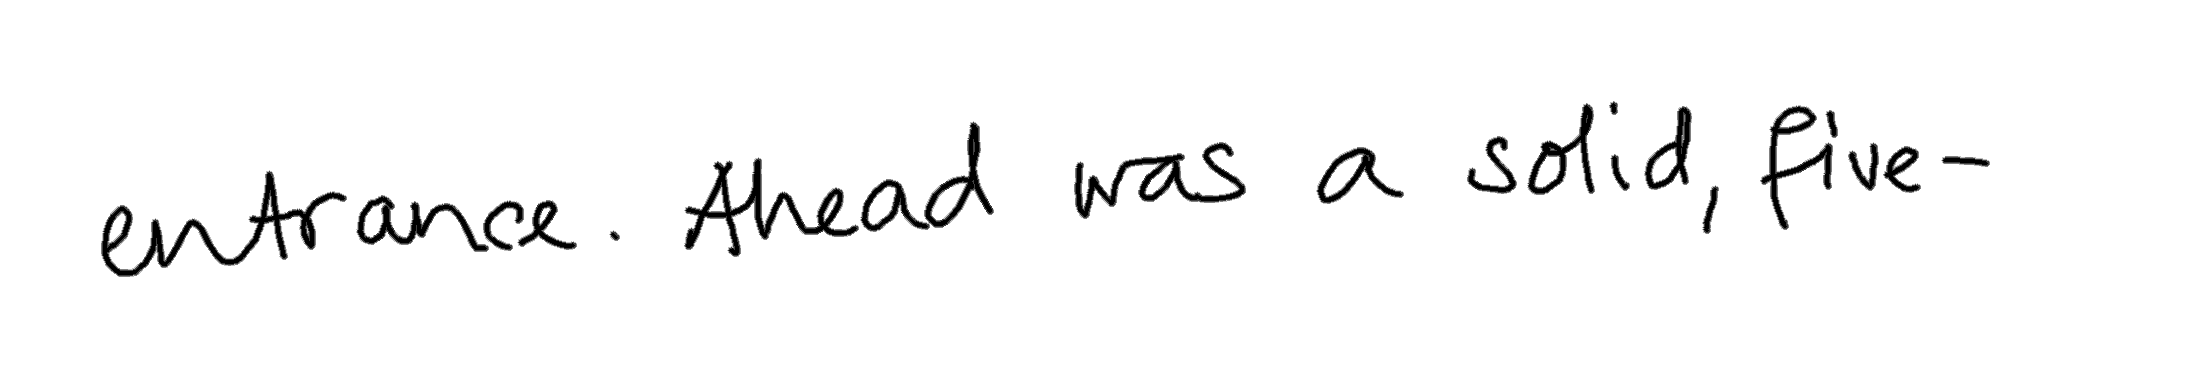 entrance. Ahead was a solid, five-